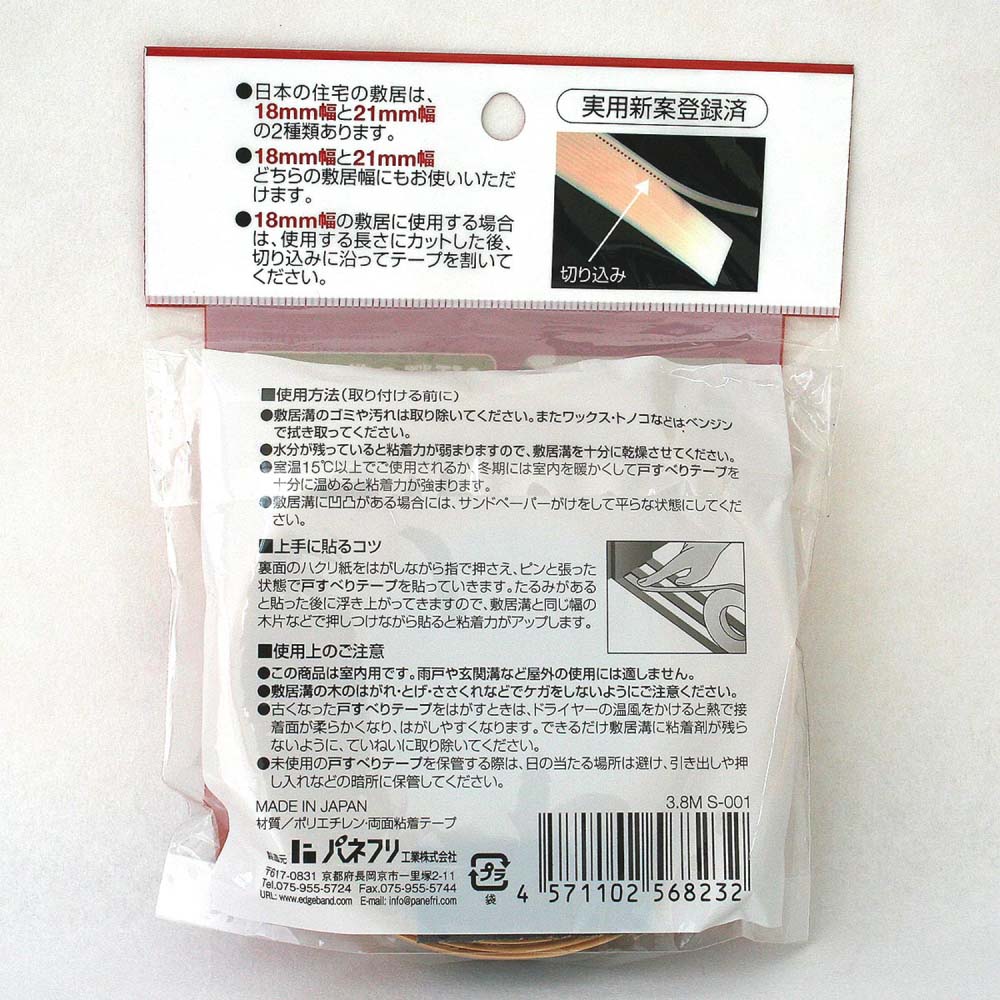 ●日本の住宅の敷居は、
18mm幅と21mm幅
の2種類あります。
●18mm幅と21mm幅
どちらの敷居幅にもお使いいただ
けます。
●18mm幅の敷居に使用する場合
は、使用する長さにカットした後、
切り込みに沿ってテープを割いて
ください。
実用新案登録済
切り込み
■使用方法(取り付ける前に)
●敷居溝のゴミや汚れは取り除いてください。またワックス・トノコなどはベンジン
で拭き取ってください。
●水分が残っていると粘着力が弱まりますので、敷居溝を十分に乾燥させてください。
●室温15℃以上でご使用されるか、冬期には室内を暖かくして戸すべりテープを
十分に温めると粘着力が強まります。
●敷居溝に凹凸がある場合には、サンドペーパーがけをして平らな状態にしてくだ
さい。
■上手に貼るコツ
裏面のハクリ紙をはがしながら指で押さえ、ピンと張った
状態で戸すべりテープを貼っていきます。たるみがある
と貼った後に浮き上がってきますので、敷居溝と同じ幅の
木片などで押しつけながら貼ると粘着力がアップします。
■使用上のご注意
●この商品は室内用です。雨戸や玄関溝など屋外の使用には適しません。
●敷居溝の木のはがれ・とげ・ささくれなどでケガをしないようにご注意ください。
●古くなった戸すべりテープをはがすときは、ドライヤーの温風をかけると熱で接
着面が柔らかくなり、はがしやすくなります。できるだけ敷居溝に粘着剤が残ら
ないように、ていねいに取り除いてください。
●未使用の戸すべりテープを保管する際は、日の当たる場所は避け、引き出しや押
し入れなどの暗所に保管してください。
MADE IN JAPAN
3.8M S-001
材質/ポリエチレン・両面粘着テープ
製造元 パネフリ 工業株式会社
〒617-0831 京都府長岡京市一里塚2-11
Tel.075-955-5724 Fax.075-955-5744
URL: www.edgeband.com E-mail: info@panefri.com
プラ
袋
4 571102 568232